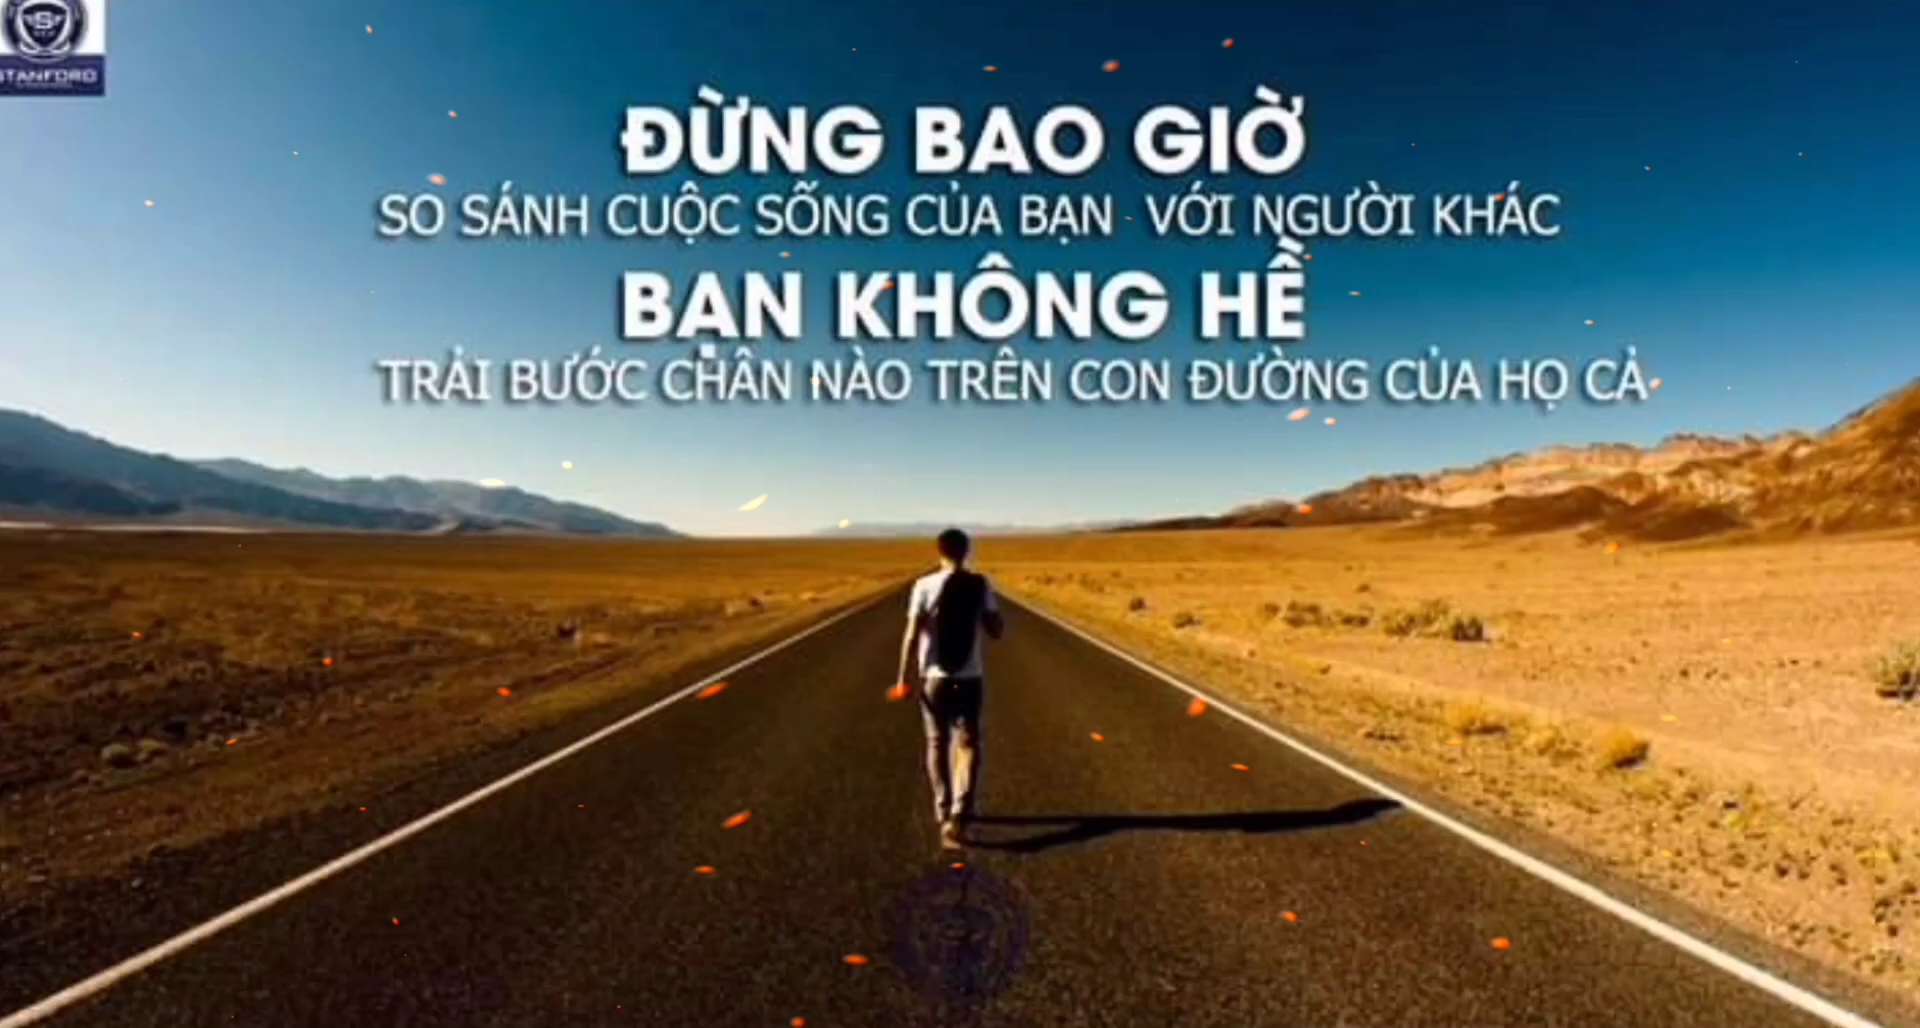 STANFORD
ĐỪNG BAO GIỜ
SO SÁNH CUỘC SỐNG CỦA BẠN VỚI NGƯỜI KHÁC
BẠN KHÔNG HỀ
TRẢI BƯỚC CHÂN NÀO TRÊN CON ĐƯỜNG CỦA HỌ CẢ